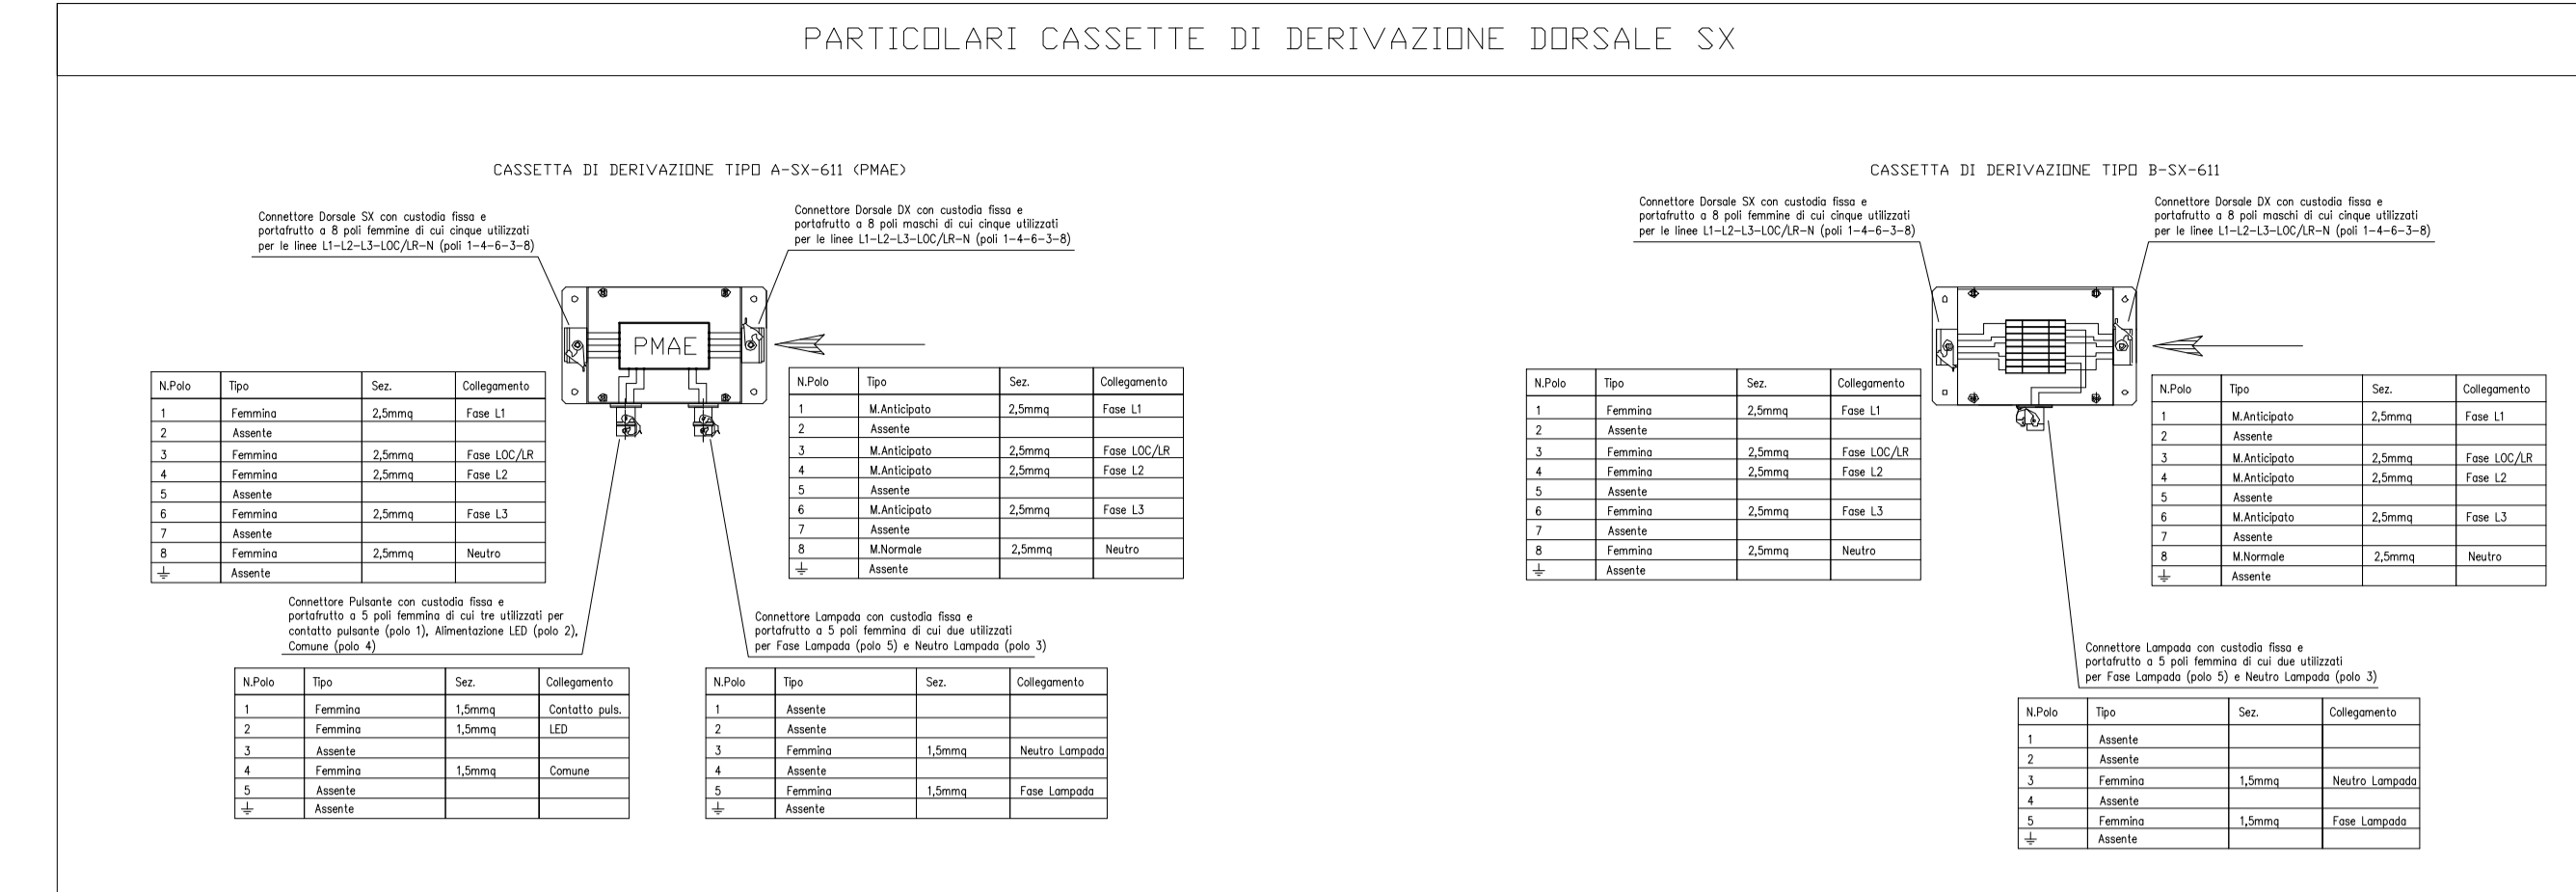 PARTICOLARI CASSETTE DI DERIVAZIONE DORSALE SX
CASSETTA DI DERIVAZIONE TIPO A-SX-611 (PMAE)
Connettore Dorsale SX con custodia fissa e
portafrutto a 8 poli femmine di cui cinque utilizzati
per le linee L1-L2-L3-LOC/LR-N (poli 1-4-6-3-8)
Connettore Dorsale DX con custodia fissa e
portafrutto a 8 poli maschi di cui cinque utilizzati
per le linee L1-L2-L3-LOC/LR-N (poli 1-4-6-3-8)
PMAE
N.Polo Tipo Sez. Collegamento
1 Femmina 2,5mmq Fase L1
2 Assente
3 Femmina 2,5mmq Fase LOC/LR
4 Femmina 2,5mmq Fase L2
5 Assente
6 Femmina 2,5mmq Fase L3
7 Assente
8 Femmina 2,5mmq Neutro
⏚ Assente
N.Polo Tipo Sez. Collegamento
1 M.Anticipato 2,5mmq Fase L1
2 Assente
3 M.Anticipato 2,5mmq Fase LOC/LR
4 M.Anticipato 2,5mmq Fase L2
5 Assente
6 M.Anticipato 2,5mmq Fase L3
7 Assente
8 M.Normale 2,5mmq Neutro
⏚ Assente
Connettore Pulsante con custodia fissa e
portafrutto a 5 poli femmina di cui tre utilizzati per
contatto pulsante (polo 1), Alimentazione LED (polo 2),
Comune (polo 4)
N.Polo Tipo Sez. Collegamento
1 Femmina 1,5mmq Contatto puls.
2 Femmina 1,5mmq LED
3 Assente
4 Femmina 1,5mmq Comune
5 Assente
⏚ Assente
Connettore Lampada con custodia fissa e
portafrutto a 5 poli femmina di cui due utilizzati
per Fase Lampada (polo 5) e Neutro Lampada (polo 3)
N.Polo Tipo Sez. Collegamento
1 Assente
2 Assente
3 Femmina 1,5mmq Neutro Lampada
4 Assente
5 Femmina 1,5mmq Fase Lampada
⏚ Assente
CASSETTA DI DERIVAZIONE TIPO B-SX-611
Connettore Dorsale SX con custodia fissa e
portafrutto a 8 poli femmine di cui cinque utilizzati
per le linee L1-L2-L3-LOC/LR-N (poli 1-4-6-3-8)
Connettore Dorsale DX con custodia fissa e
portafrutto a 8 poli maschi di cui cinque utilizzati
per le linee L1-L2-L3-LOC/LR-N (poli 1-4-6-3-8)
N.Polo Tipo Sez. Collegamento
1 Femmina 2,5mmq Fase L1
2 Assente
3 Femmina 2,5mmq Fase LOC/LR
4 Femmina 2,5mmq Fase L2
5 Assente
6 Femmina 2,5mmq Fase L3
7 Assente
8 Femmina 2,5mmq Neutro
⏚ Assente
N.Polo Tipo Sez. Collegamento
1 M.Anticipato 2,5mmq Fase L1
2 Assente
3 M.Anticipato 2,5mmq Fase LOC/LR
4 M.Anticipato 2,5mmq Fase L2
5 Assente
6 M.Anticipato 2,5mmq Fase L3
7 Assente
8 M.Normale 2,5mmq Neutro
⏚ Assente
Connettore Lampada con custodia fissa e
portafrutto a 5 poli femmina di cui due utilizzati
per Fase Lampada (polo 5) e Neutro Lampada (polo 3)
N.Polo Tipo Sez. Collegamento
1 Assente
2 Assente
3 Femmina 1,5mmq Neutro Lampada
4 Assente
5 Femmina 1,5mmq Fase Lampada
⏚ Assente